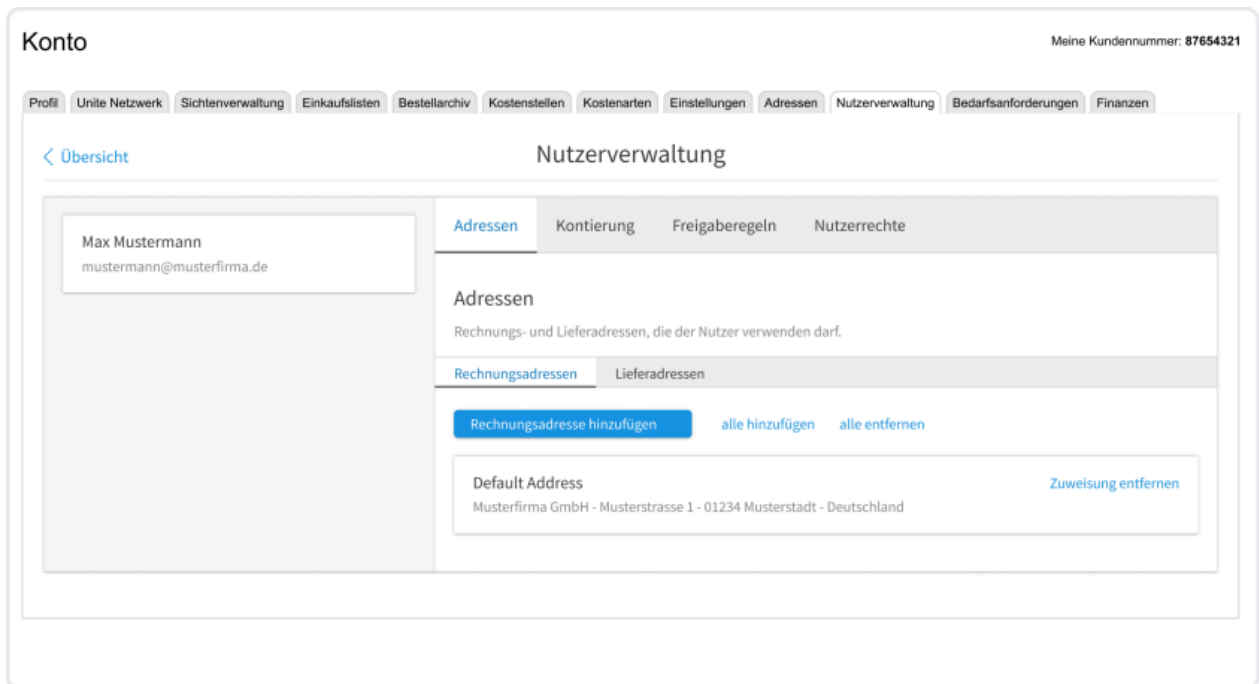 Konto
Meine Kundennummer: 87654321
Profil Unite Netzwerk Sichtenverwaltung Einkaufslisten Bestellarchiv Kostenstellen Kostenarten Einstellungen Adressen Nutzerverwaltung Bedarfsanforderungen Finanzen
Übersicht
Nutzerverwaltung
Max Mustermann
mustermann@musterfirma.de
Adressen Kontierung Freigaberegeln Nutzerrechte
Adressen
Rechnungs- und Lieferadressen, die der Nutzer verwenden darf.
Rechnungsadressen Lieferadressen
Rechnungsadresse hinzufügen alle hinzufügen alle entfernen
Default Address
Zuweisung entfernen
Musterfirma GmbH - Musterstrasse 1 - 01234 Musterstadt - Deutschland